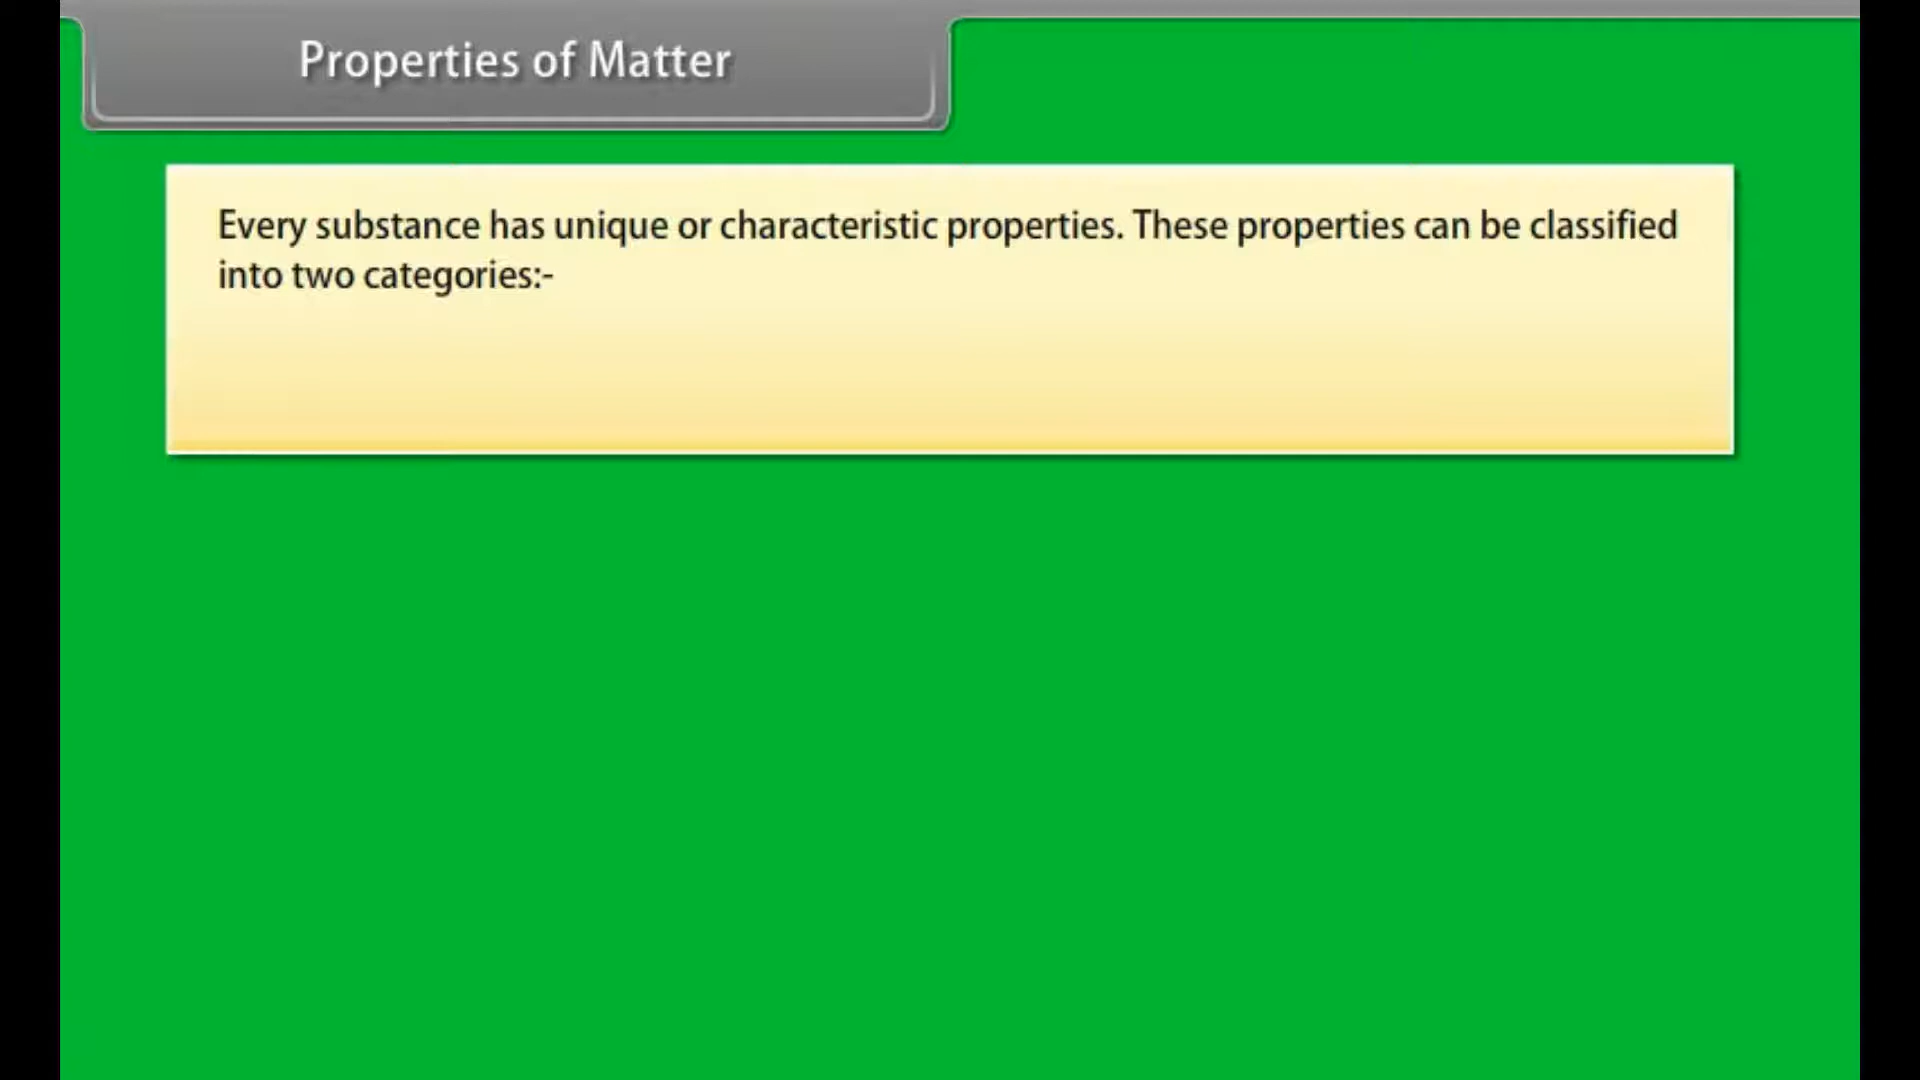 Properties of Matter
Every substance has unique or characteristic properties. These properties can be classified
into two categories:-